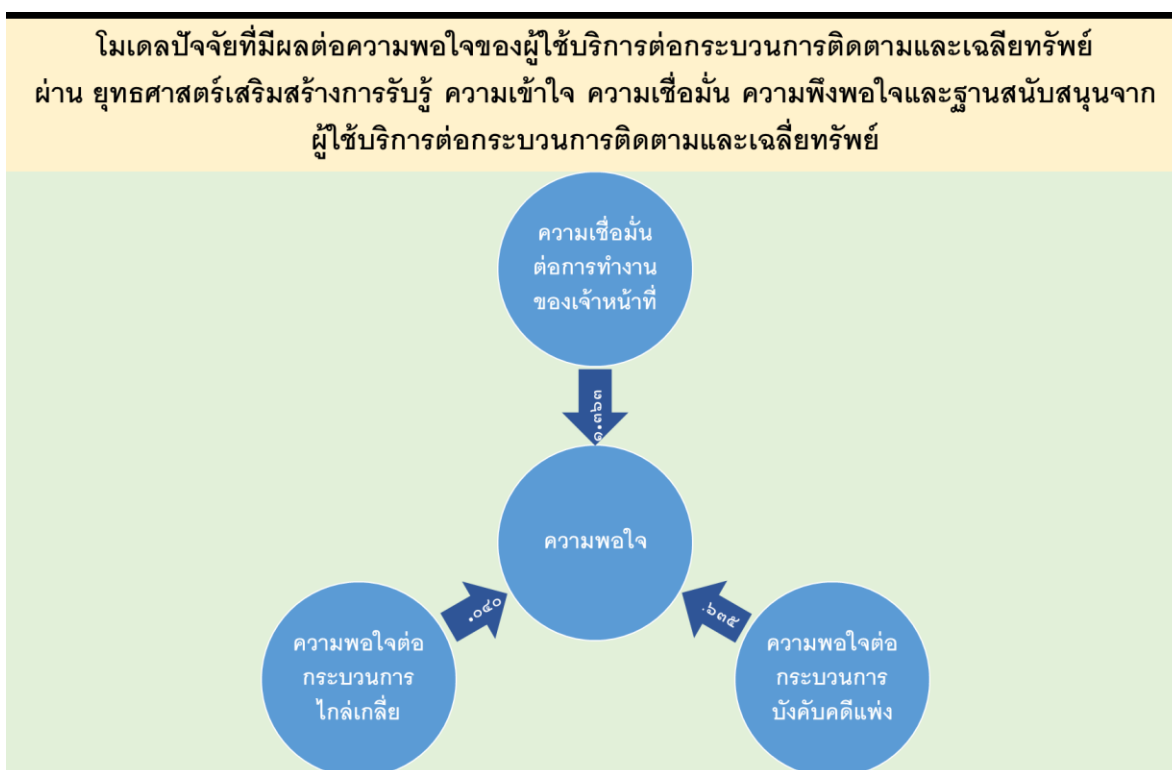 โมเดลปัจจัยที่มีผลต่อความพอใจของผู้ใช้บริการต่อกระบวนการติดตามและเฉลียทรัพย์
ผ่าน ยุทธศาสตร์เสริมสร้างการรับรู้ ความเข้าใจ ความเชื่อมั่น ความพึงพอใจและฐานสนับสนุนจาก
ผู้ใช้บริการต่อกระบวนการติดตามและเฉลี่ยทรัพย์
ความเชื่อมั่น
ต่อการทำงาน
ของเจ้าหน้าที่
๑.๓๖๓
ความพอใจ
.๐๔๐
.๖๓๕
ความพอใจต่อ
กระบวนการ
ไกล่เกลี่ย
ความพอใจต่อ
กระบวนการ
บังคับคดีแพ่ง